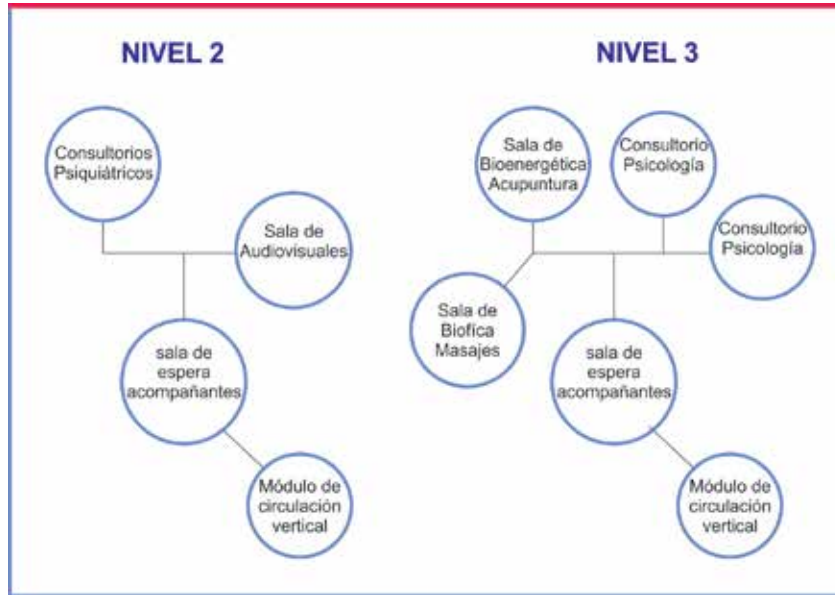 NIVEL 2
Consultorios
Psiquiátricos
Sala de
Audiovisuales
sala de
espera
acompañantes
Módulo de
circulación
vertical
NIVEL 3
Sala de
Bioenergética
Acupuntura
Consultorio
Psicología
Consultorio
Psicología
Sala de
Biofica
Masajes
sala de
espera
acompañantes
Módulo de
circulación
vertical